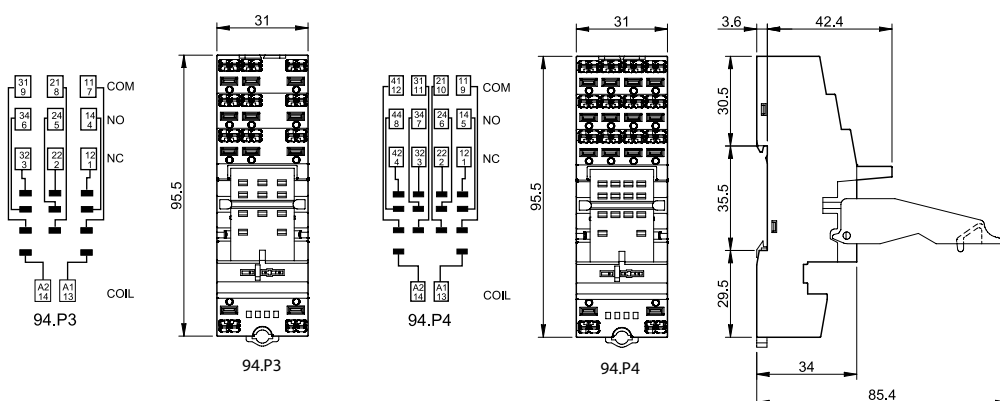 31
95.5
31 21 11
9 8 7
COM
34 24 14
6 5 4
NO
32 22 12
3 2 1
NC
A2 A1
14 13
COIL
94.P3
94.P3
31
95.5
41 31 21 11
12 11 10 9
COM
44 34 24 14
8 7 6 5
NO
42 32 22 12
4 3 2 1
NC
A2 A1
14 13
COIL
94.P4
94.P4
3.6
42.4
30.5
35.5
29.5
34
85.4